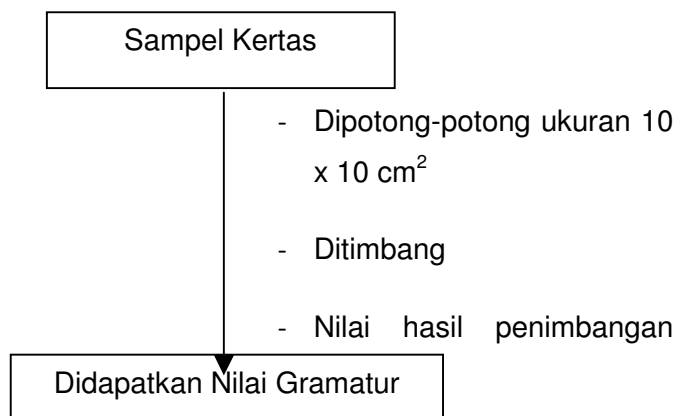 Sampel Kertas
- Dipotong-potong ukuran 10
x 10 cm²
- Ditimbang
- Nilai hasil penimbangan
Didapatkan Nilai Gramatur